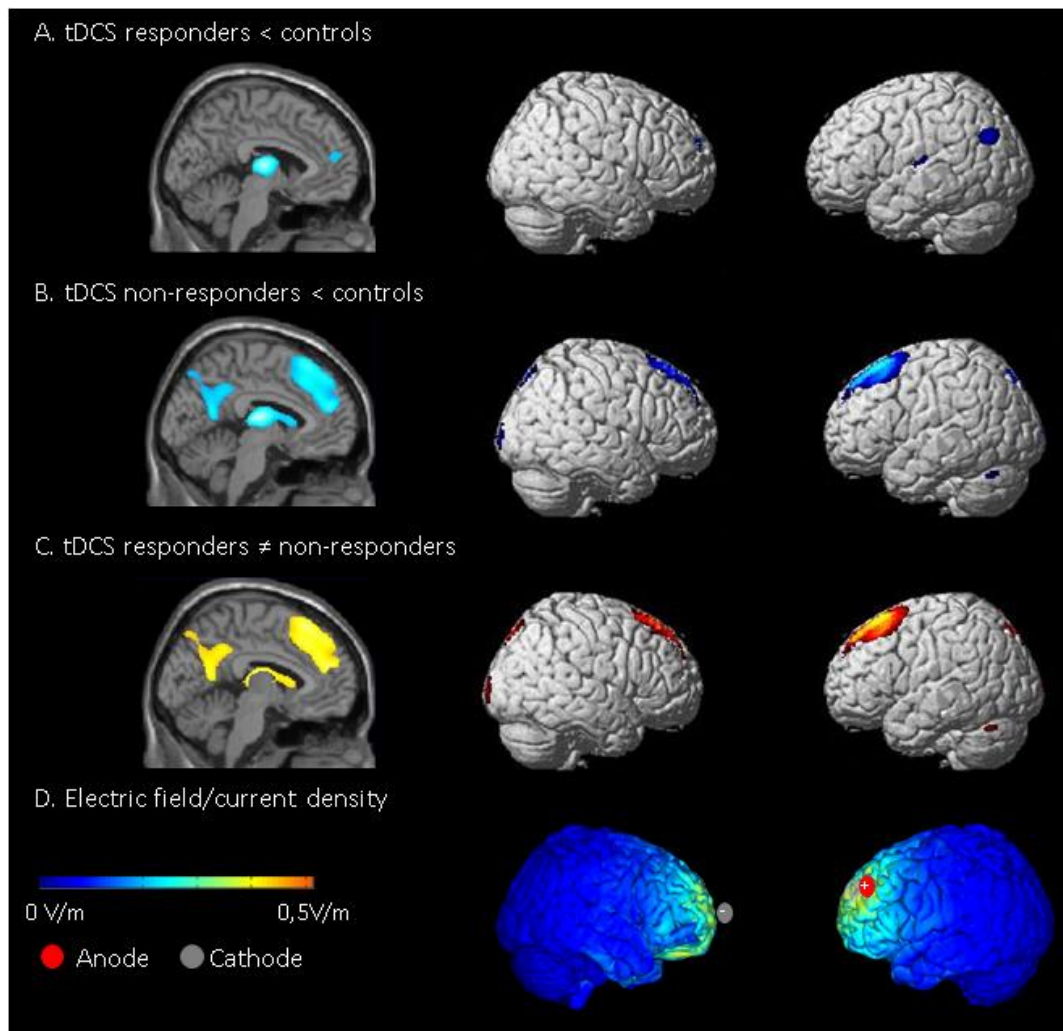 A. tDCS responders < controls
B. tDCS non-responders < controls
C. tDCS responders ≠ non-responders
D. Electric field/current density
0 V/m 0,5V/m
Anode Cathode
+
-